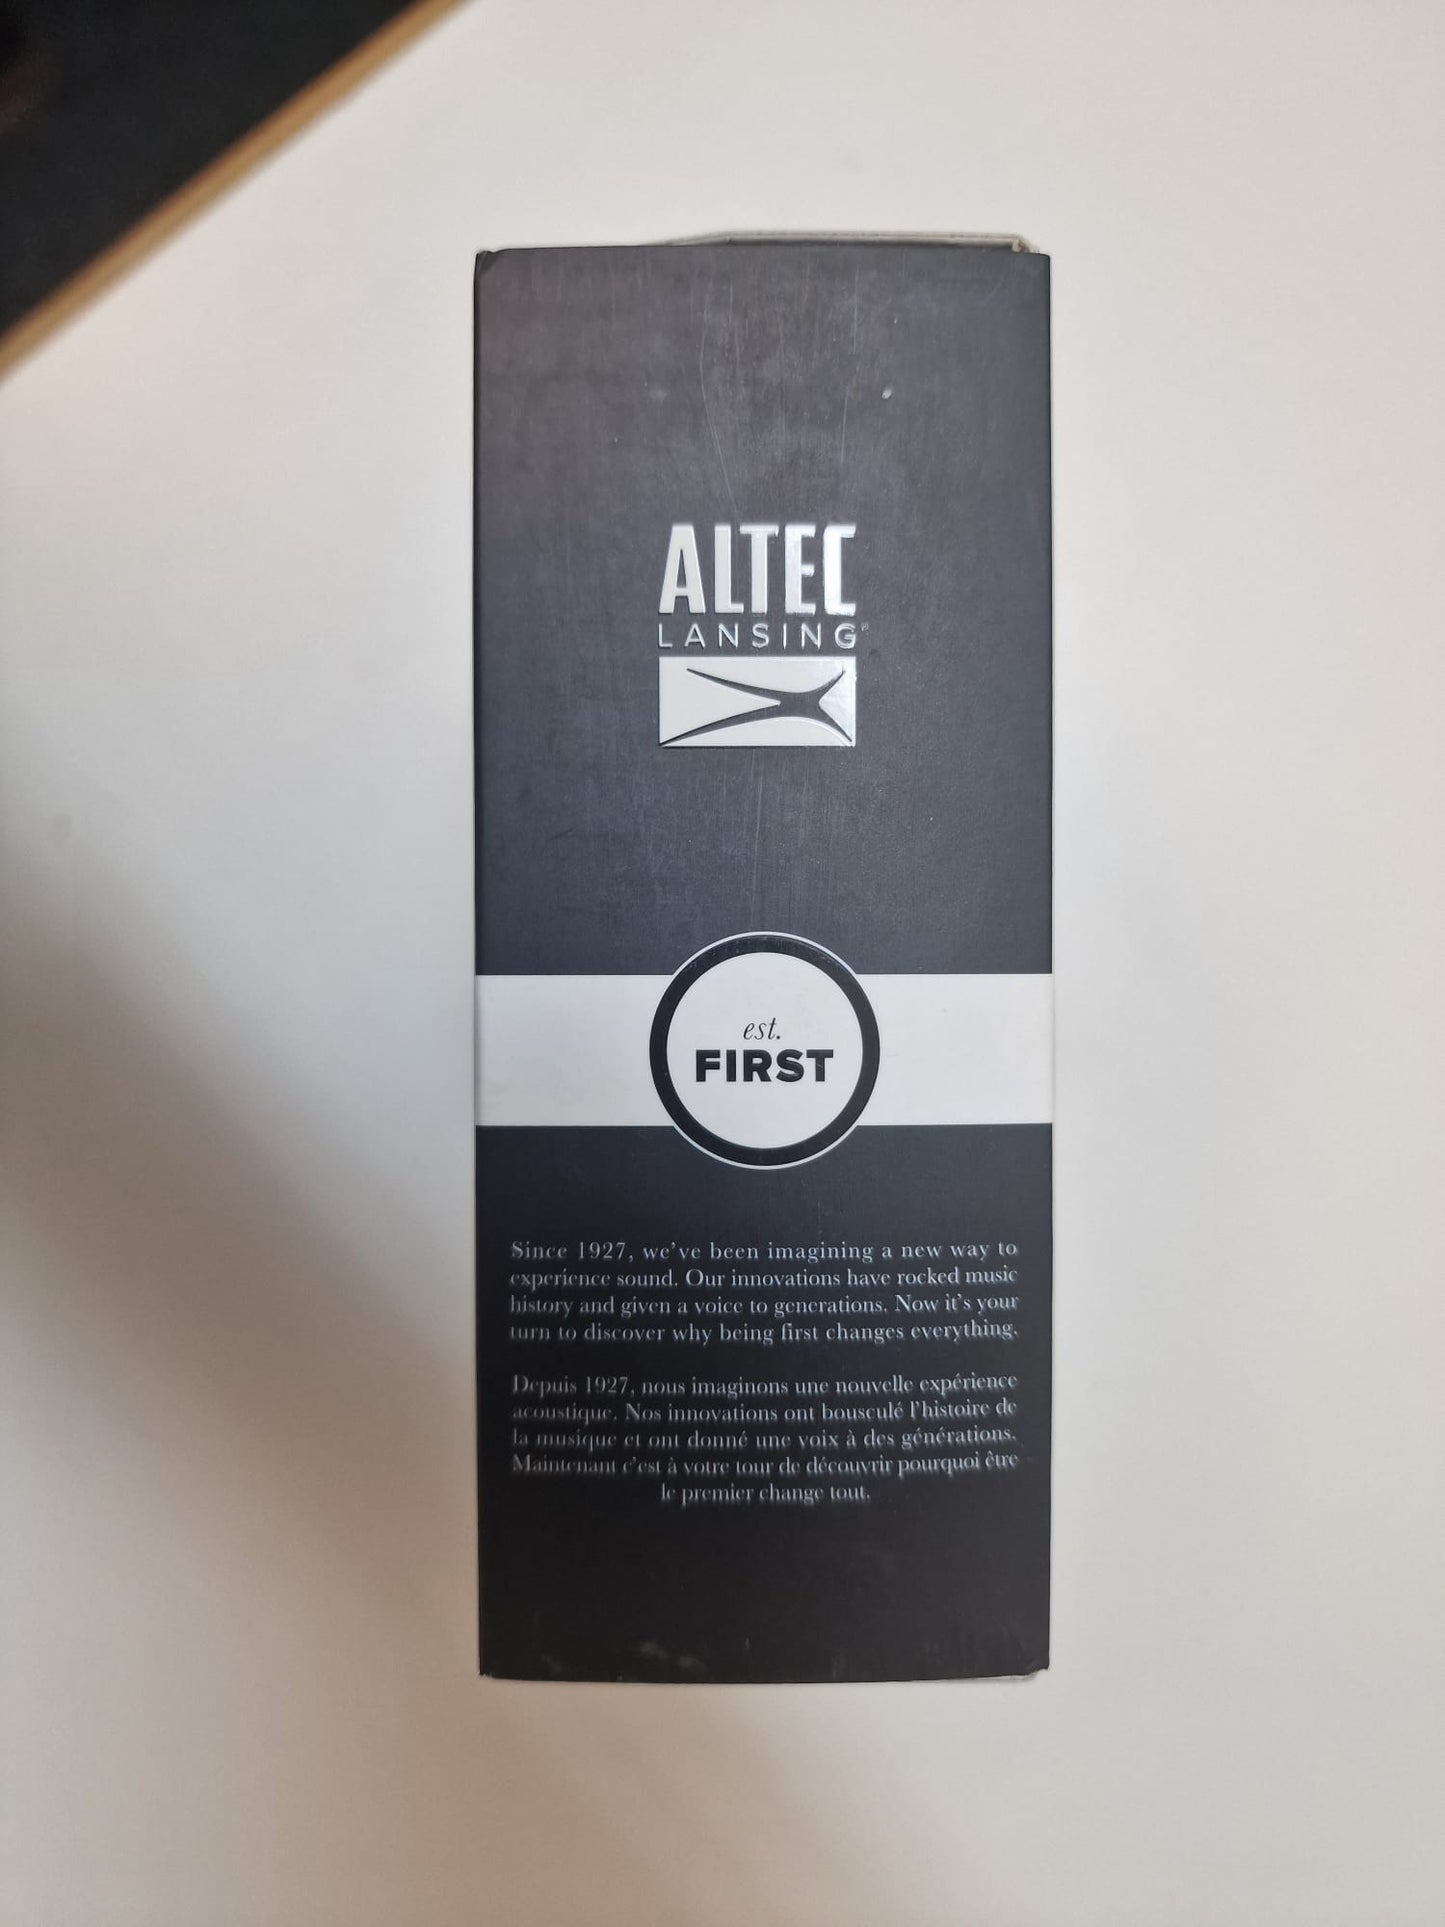 ALTEC
LANSING
est.
FIRST
Since 1927, we've been imagining a new way to
experience sound. Our innovations have rocked music
history and given a voice to generations. Now it's your
turn to discover why being first changes everything.
Depuis 1927, nous imaginons une nouvelle expérience
acoustique. Nos innovations ont bousculé l'histoire de
la musique et ont donné une voix à des générations.
Maintenant c'est à votre tour de découvrir pourquoi être
le premier change tout.